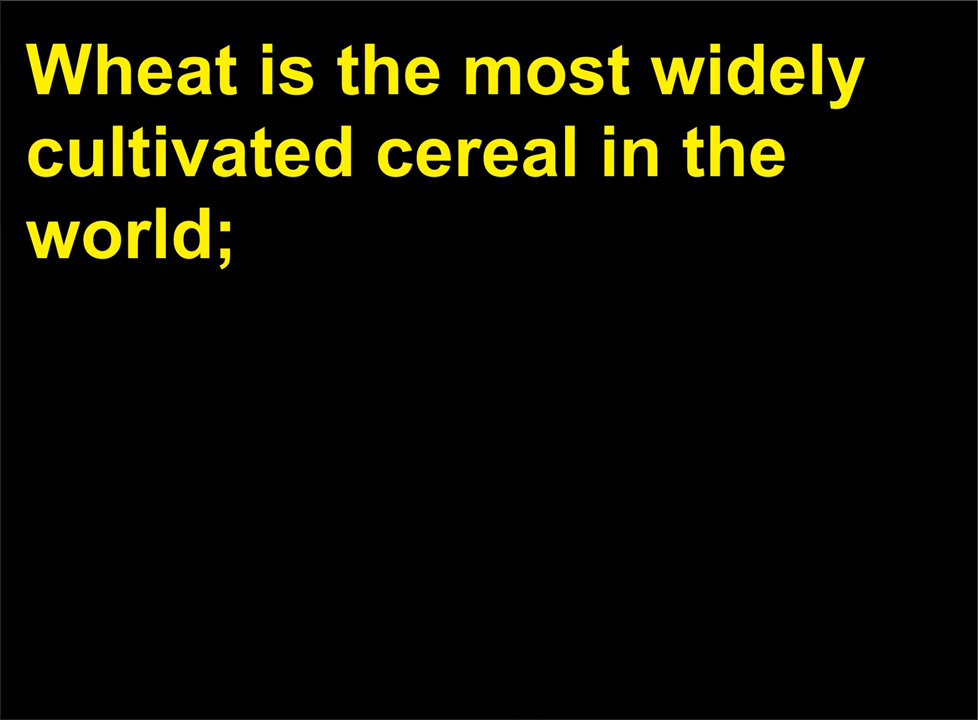 Wheat is the most widely
cultivated cereal in the
world;